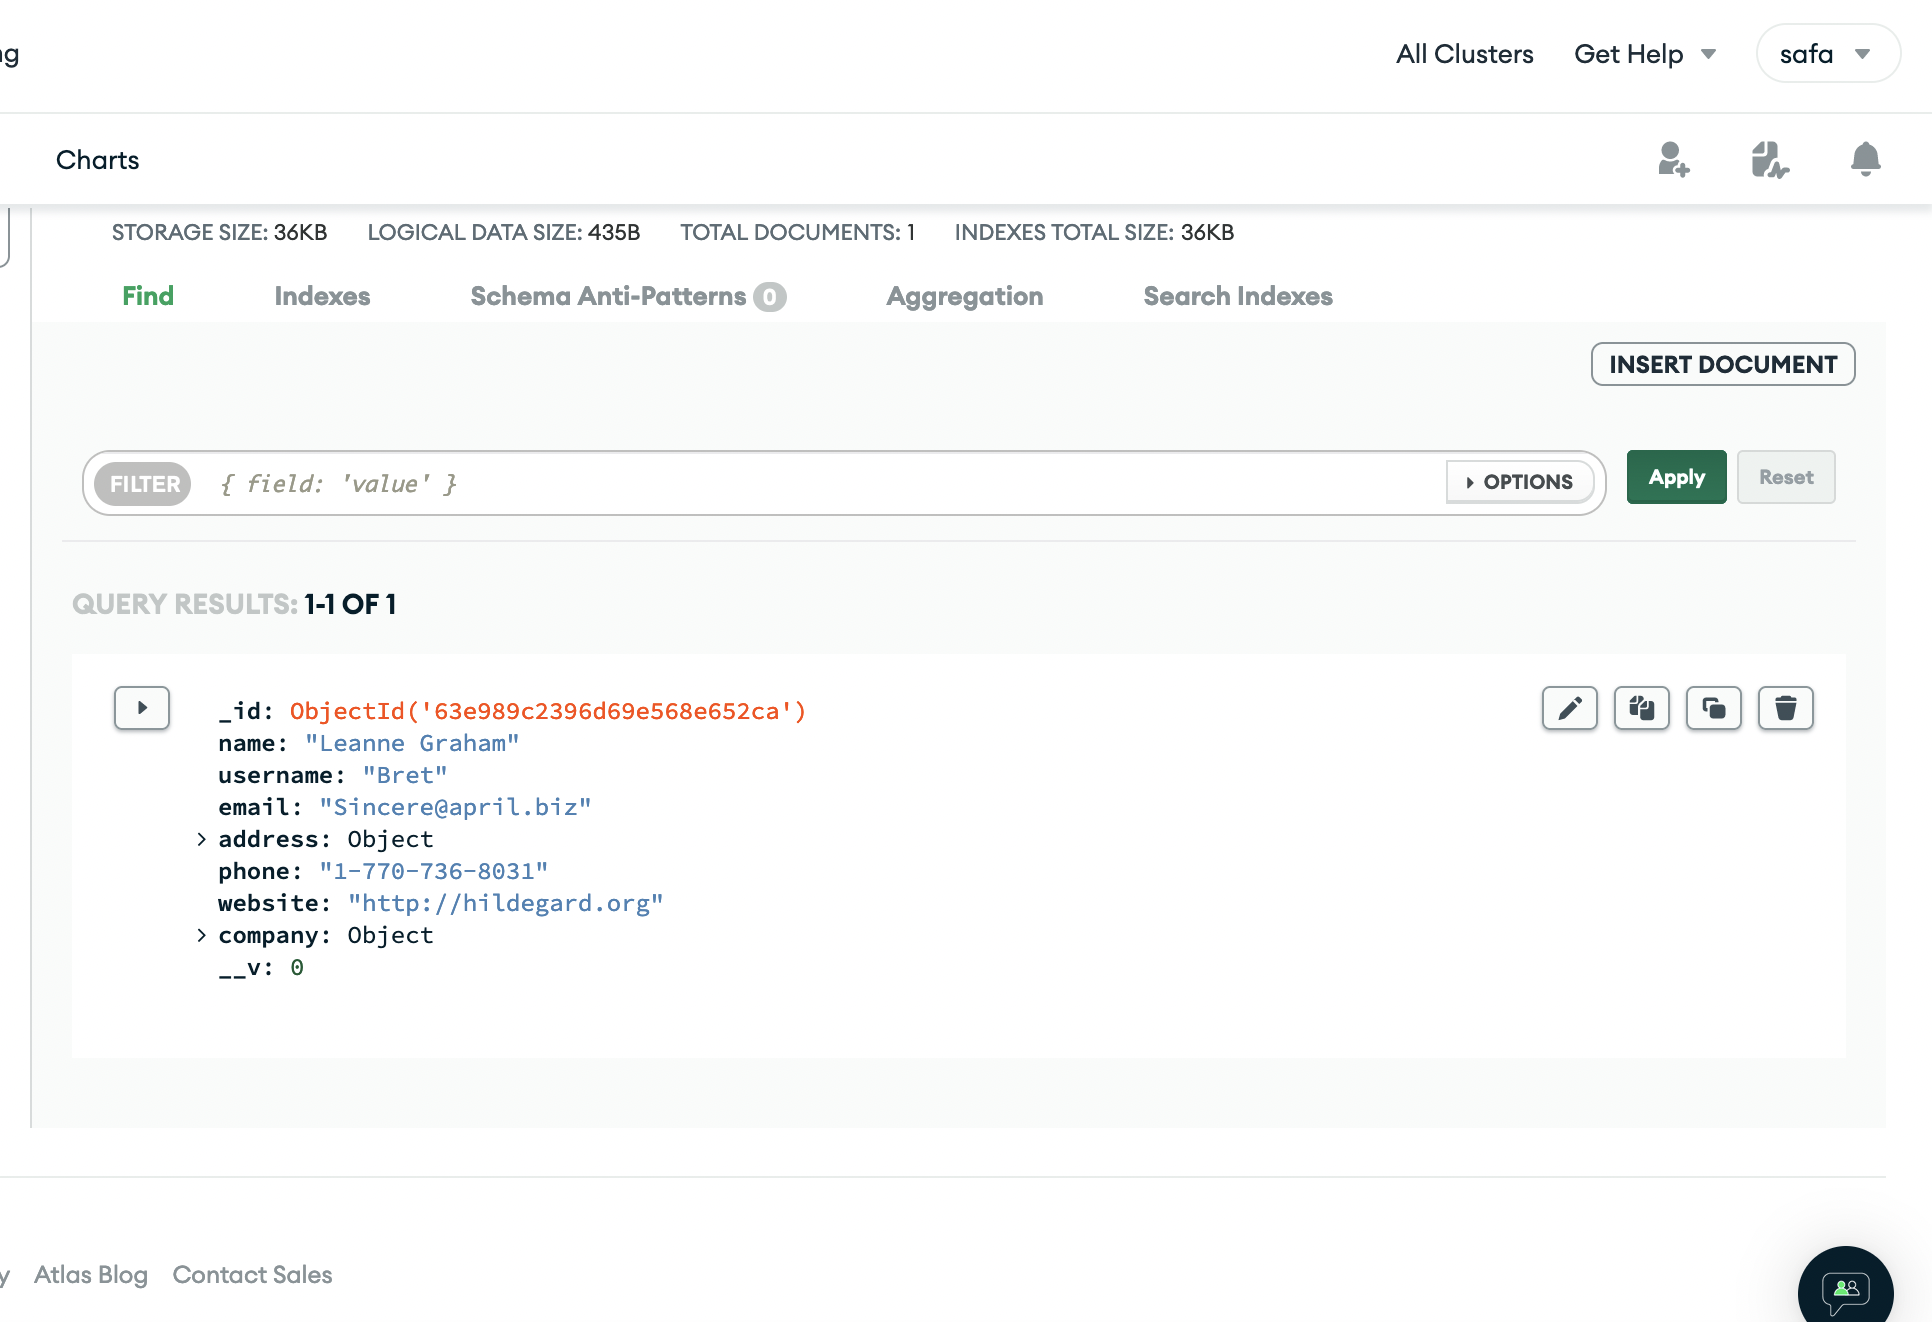 All Clusters Get Help safa
Charts
STORAGE SIZE: 36KB LOGICAL DATA SIZE: 435B TOTAL DOCUMENTS: 1 INDEXES TOTAL SIZE: 36KB
Find Indexes Schema Anti-Patterns 0 Aggregation Search Indexes
INSERT DOCUMENT
FILTER { field: 'value' } OPTIONS Apply Reset
QUERY RESULTS: 1-1 OF 1
_id: ObjectId('63e989c2396d69e568e652ca')
name: "Leanne Graham"
username: "Bret"
email: "Sincere@april.biz"
address: Object
phone: "1-770-736-8031"
website: "http://hildegard.org"
company: Object
__v: 0
Atlas Blog Contact Sales